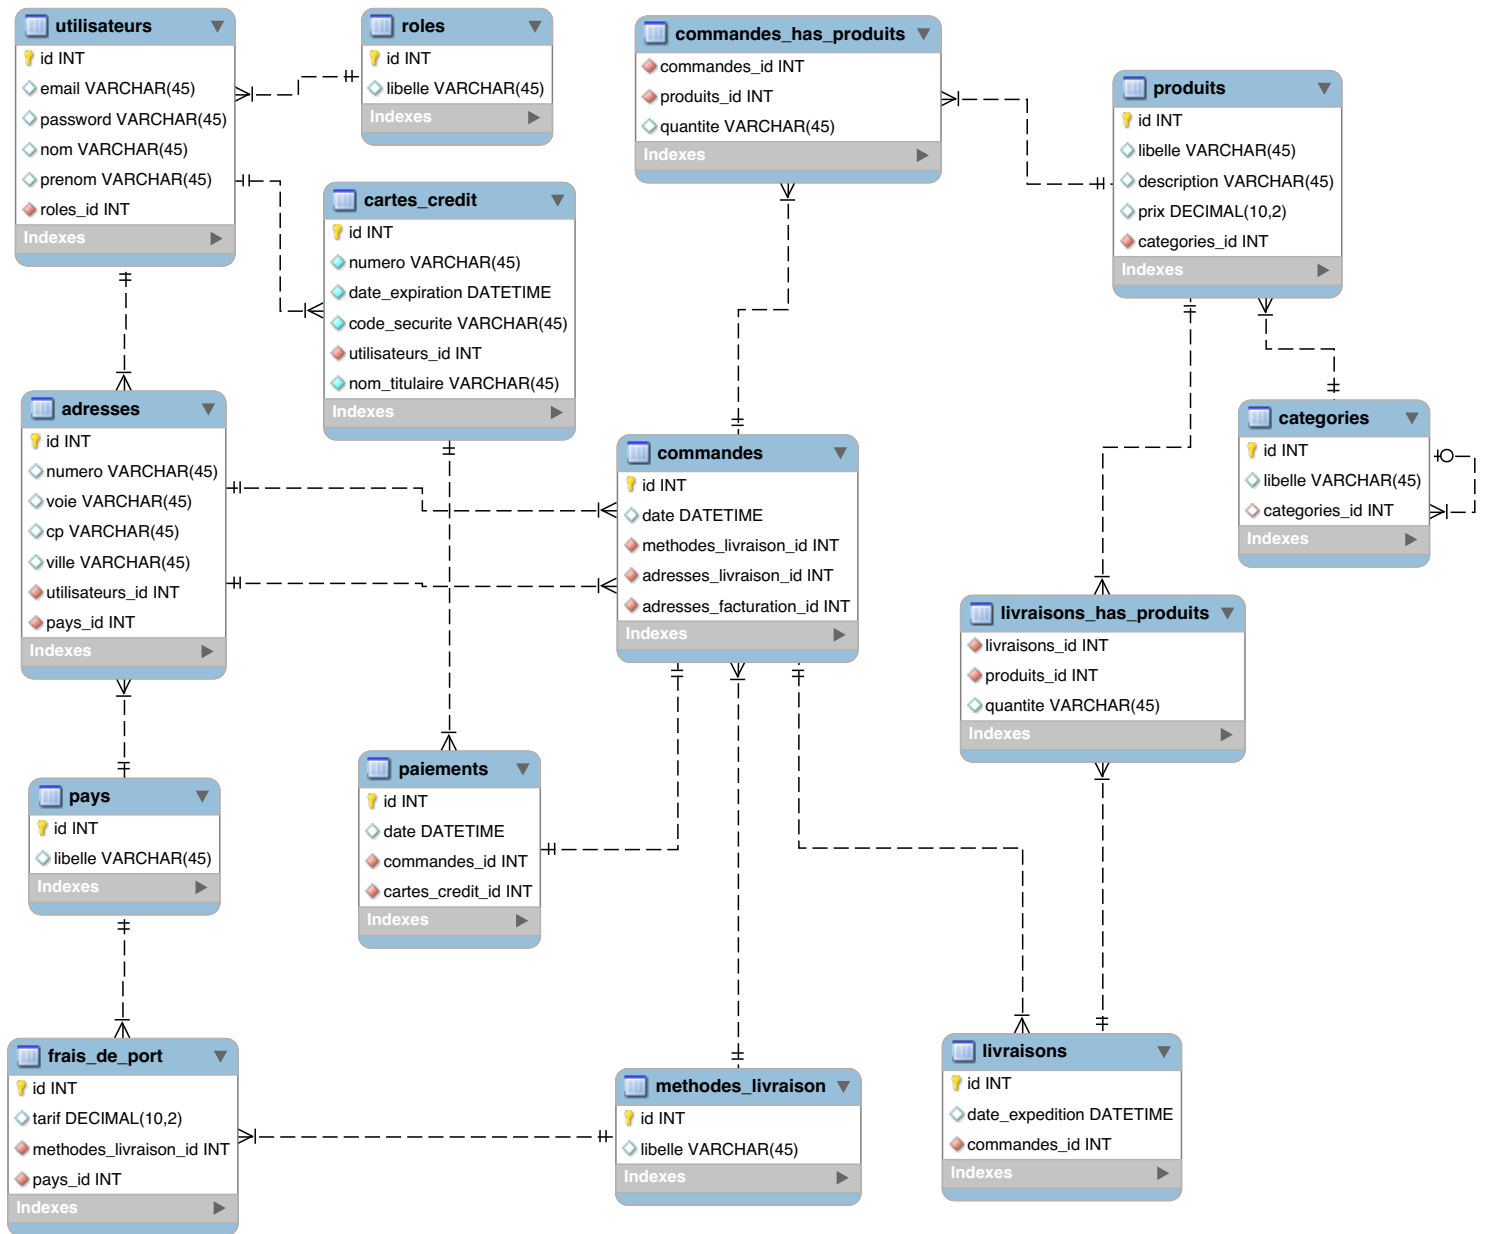 utilisateurs
id INT
email VARCHAR(45)
password VARCHAR(45)
nom VARCHAR(45)
prenom VARCHAR(45)
roles_id INT
Indexes
roles
id INT
libelle VARCHAR(45)
Indexes
cartes_credit
id INT
numero VARCHAR(45)
date_expiration DATETIME
code_securite VARCHAR(45)
utilisateurs_id INT
nom_titulaire VARCHAR(45)
Indexes
commandes_has_produits
commandes_id INT
produits_id INT
quantite VARCHAR(45)
Indexes
produits
id INT
libelle VARCHAR(45)
description VARCHAR(45)
prix DECIMAL(10,2)
categories_id INT
Indexes
adresses
id INT
numero VARCHAR(45)
voie VARCHAR(45)
cp VARCHAR(45)
ville VARCHAR(45)
utilisateurs_id INT
pays_id INT
Indexes
commandes
id INT
date DATETIME
methodes_livraison_id INT
adresses_livraison_id INT
adresses_facturation_id INT
Indexes
categories
id INT
libelle VARCHAR(45)
categories_id INT
Indexes
livraisons_has_produits
livraisons_id INT
produits_id INT
quantite VARCHAR(45)
Indexes
pays
id INT
libelle VARCHAR(45)
Indexes
paiements
id INT
date DATETIME
commandes_id INT
cartes_credit_id INT
Indexes
frais_de_port
id INT
tarif DECIMAL(10,2)
methodes_livraison_id INT
pays_id INT
Indexes
methodes_livraison
id INT
libelle VARCHAR(45)
Indexes
livraisons
id INT
date_expedition DATETIME
commandes_id INT
Indexes